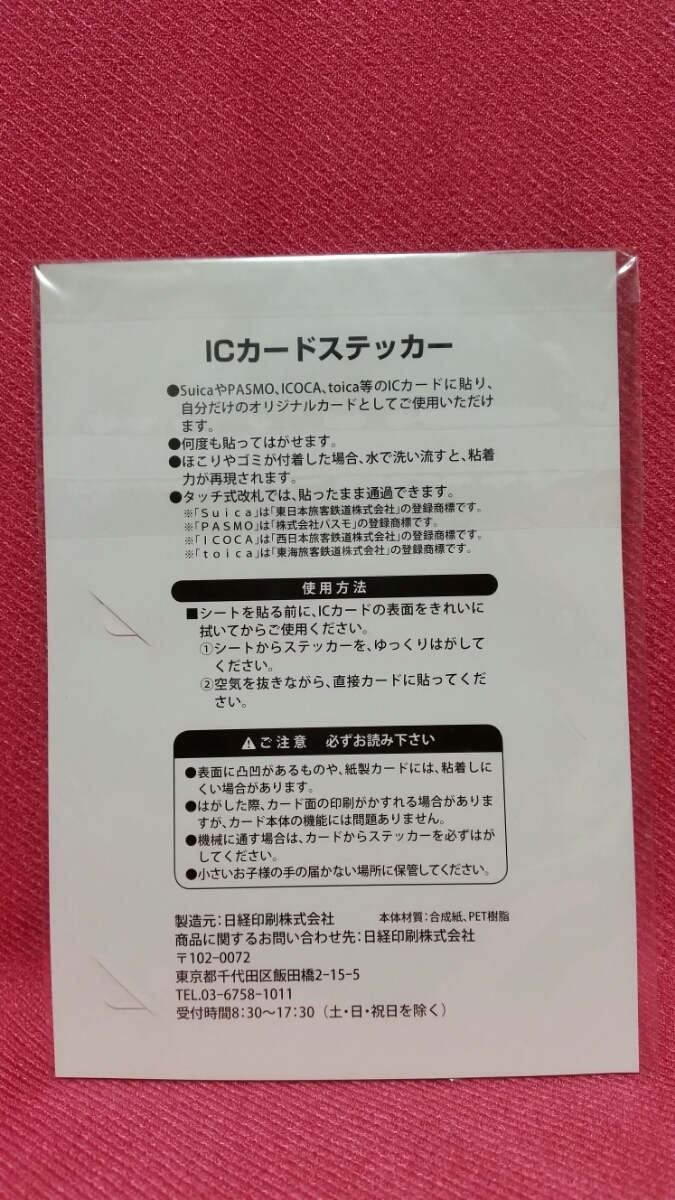 ICカードステッカー
●SuicaやPASMO、ICOCA、toica等のICカードに貼り、
自分だけのオリジナルカードとしてご使用いただけ
ます。
●何度も貼ってはがせます。
●ほこりやゴミが付着した場合、水で洗い流すと、粘着
力が再現されます。
●タッチ式改札では、貼ったまま通過できます。
※「Suica」は「東日本旅客鉄道株式会社」の登録商標です。
※「PASMO」は「株式会社パスモ」の登録商標です。
※「ICOCA」は「西日本旅客鉄道株式会社」の登録商標です。
※「toica」は「東海旅客鉄道株式会社」の登録商標です。
使用方法
■シートを貼る前に、ICカードの表面をきれいに
拭いてからご使用ください。
①シートからステッカーを、ゆっくりはがして
ください。
②空気を抜きながら、直接カードに貼ってくだ
さい。
⚠ご注意 必ずお読み下さい
●表面に凸凹があるものや、紙製カードには、粘着しに
くい場合があります。
●はがした際、カード面の印刷がかすれる場合がありま
すが、カード本体の機能には問題ありません。
●機械に通す場合は、カードからステッカーを必ずはが
してください。
●小さいお子様の手の届かない場所に保管してください。
製造元:日経印刷株式会社 本体材質:合成紙、PET樹脂
商品に関するお問い合わせ先:日経印刷株式会社
〒102-0072
東京都千代田区飯田橋2-15-5
TEL.03-6758-1011
受付時間8:30〜17:30(土・日・祝日を除く)